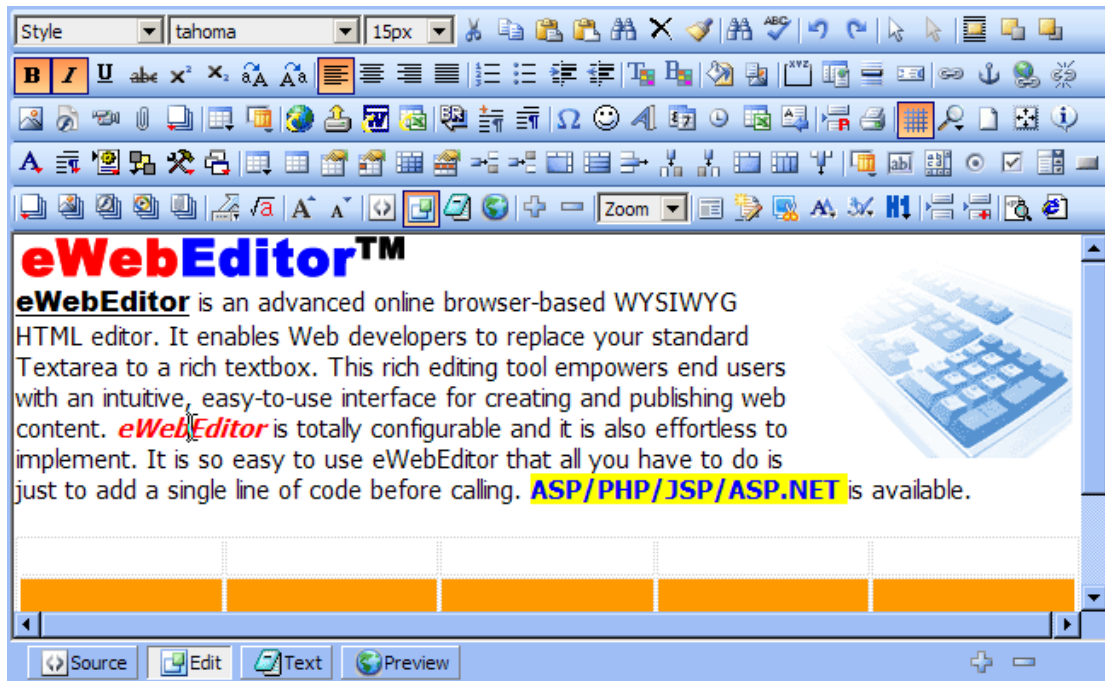 Style tahoma 15px
Zoom
eWebEditor™
eWebEditor is an advanced online browser-based WYSIWYG
HTML editor. It enables Web developers to replace your standard
Textarea to a rich textbox. This rich editing tool empowers end users
with an intuitive, easy-to-use interface for creating and publishing web
content. eWebEditor is totally configurable and it is also effortless to
implement. It is so easy to use eWebEditor that all you have to do is
just to add a single line of code before calling. ASP/PHP/JSP/ASP.NET is available.
Source Edit Text Preview